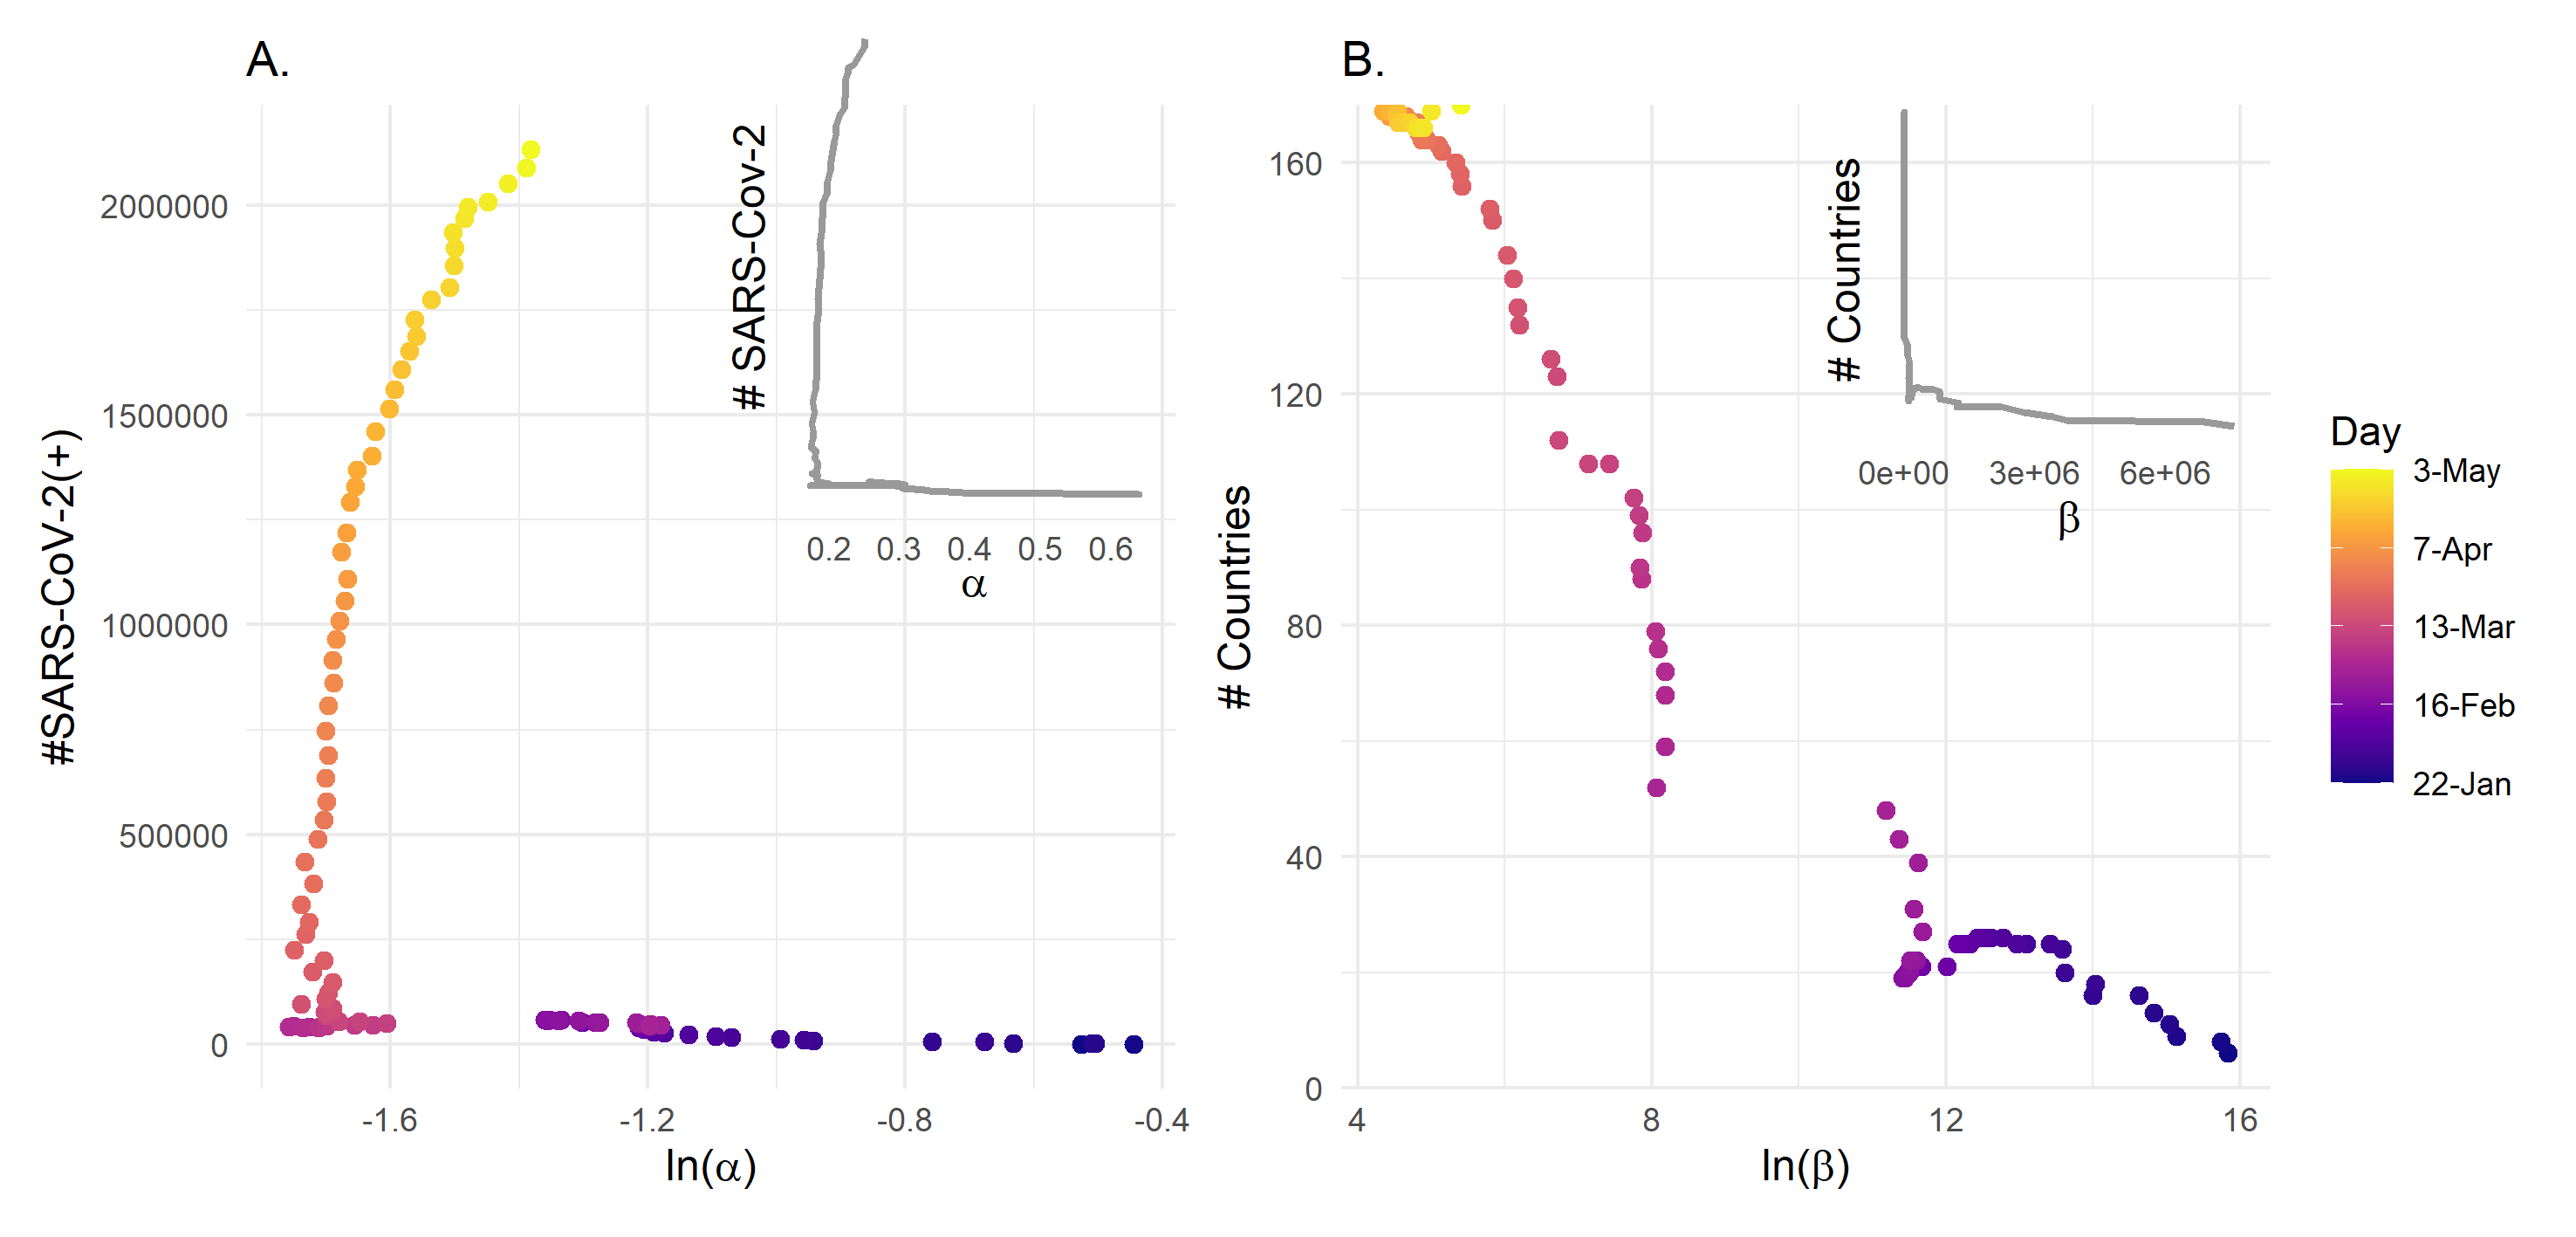 A.
#SARS-CoV-2(+)
2000000
1500000
1000000
500000
0
-1.6 -1.2 -0.8 -0.4
ln(α)
# SARS-Cov-2
0.2 0.3 0.4 0.5 0.6
α
B.
# Countries
160
120
80
40
0
4 8 12 16
ln(β)
# Countries
0e+00 3e+06 6e+06
β
Day
3-May
7-Apr
13-Mar
16-Feb
22-Jan